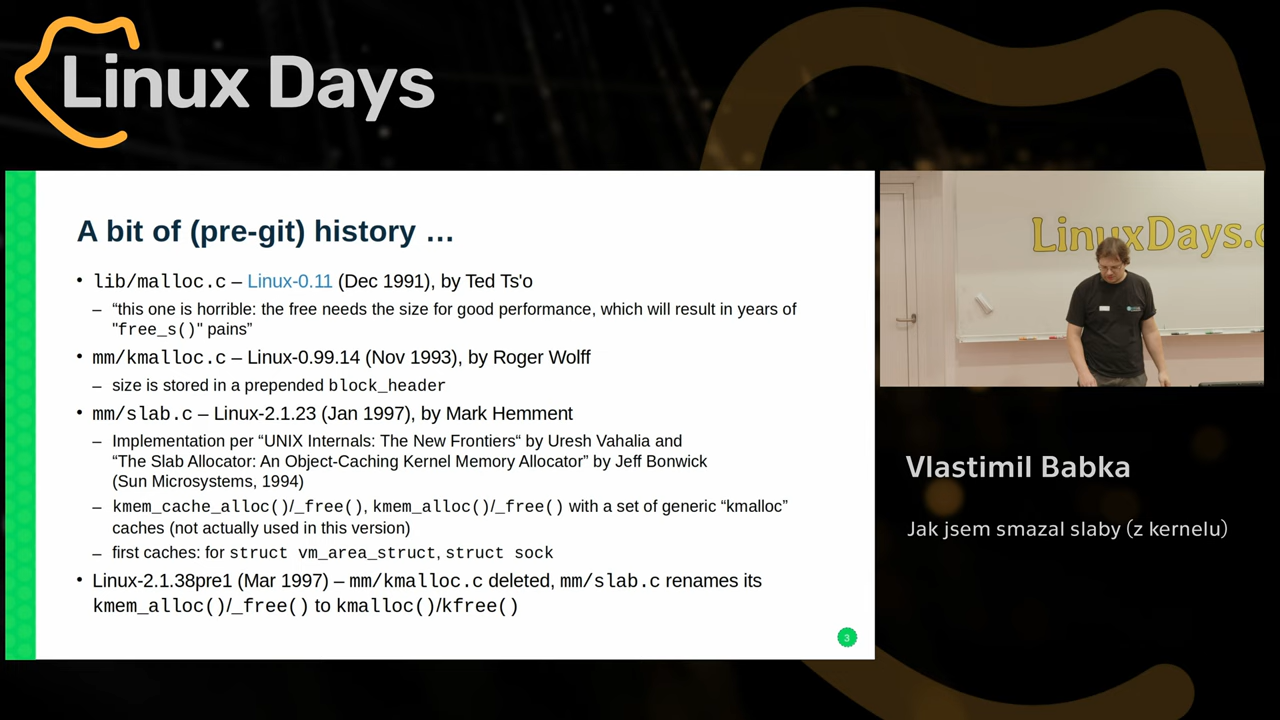 Linux Days
A bit of (pre-git) history …
• lib/malloc.c – Linux-0.11 (Dec 1991), by Ted Ts'o
– “this one is horrible: the free needs the size for good performance, which will result in years of
"free_s()" pains”
• mm/kmalloc.c – Linux-0.99.14 (Nov 1993), by Roger Wolff
– size is stored in a prepended block_header
• mm/slab.c – Linux-2.1.23 (Jan 1997), by Mark Hemment
– Implementation per “UNIX Internals: The New Frontiers“ by Uresh Vahalia and
“The Slab Allocator: An Object-Caching Kernel Memory Allocator” by Jeff Bonwick
(Sun Microsystems, 1994)
– kmem_cache_alloc()/_free(), kmem_alloc()/_free() with a set of generic “kmalloc”
caches (not actually used in this version)
– first caches: for struct vm_area_struct, struct sock
• Linux-2.1.38pre1 (Mar 1997) – mm/kmalloc.c deleted, mm/slab.c renames its
kmem_alloc()/_free() to kmalloc()/kfree()
3
LinuxDays.c
Vlastimil Babka
Jak jsem smazal slaby (z kernelu)